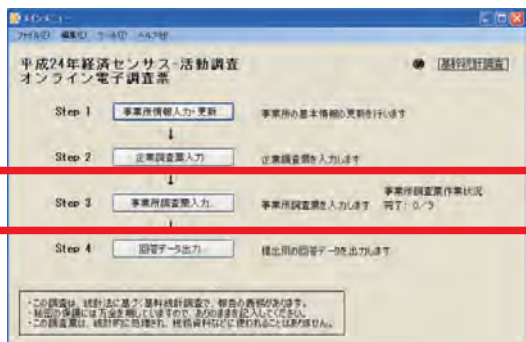 メインメニュー
ファイル(F) 編集(E) ツール(T) ヘルプ(H)
平成24年経済センサス-活動調査
オンライン電子調査票
基幹統計調査
Step 1 事業所情報入力・更新 事業所の基本情報の更新を行います
↓
Step 2 企業調査票入力 企業調査票を入力します
↓
事業所調査票作業状況
Step 3 事業所調査票入力 事業所調査票を入力します 完了：0/3
↓
Step 4 回答データ出力 提出用の回答データを出力します
・この調査は、統計法に基づく基幹統計調査で、報告の義務があります。
・秘密の保護には万全を期していますので、ありのままを記入してください。
・この調査票は、統計的に処理され、税務資料などに使われることはありません。